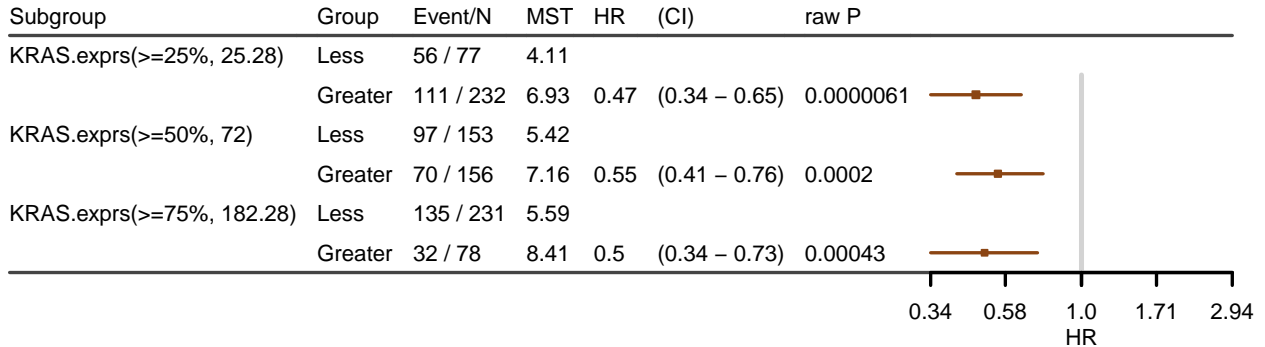 Subgroup Group Event/N MST HR (CI) raw P
KRAS.exprs(>=25%, 25.28) Less 56 / 77 4.11
Greater 111 / 232 6.93 0.47 (0.34 − 0.65) 0.0000061
KRAS.exprs(>=50%, 72) Less 97 / 153 5.42
Greater 70 / 156 7.16 0.55 (0.41 − 0.76) 0.0002
KRAS.exprs(>=75%, 182.28) Less 135 / 231 5.59
Greater 32 / 78 8.41 0.5 (0.34 − 0.73) 0.00043
0.34 0.58 1.0 1.71 2.94
HR